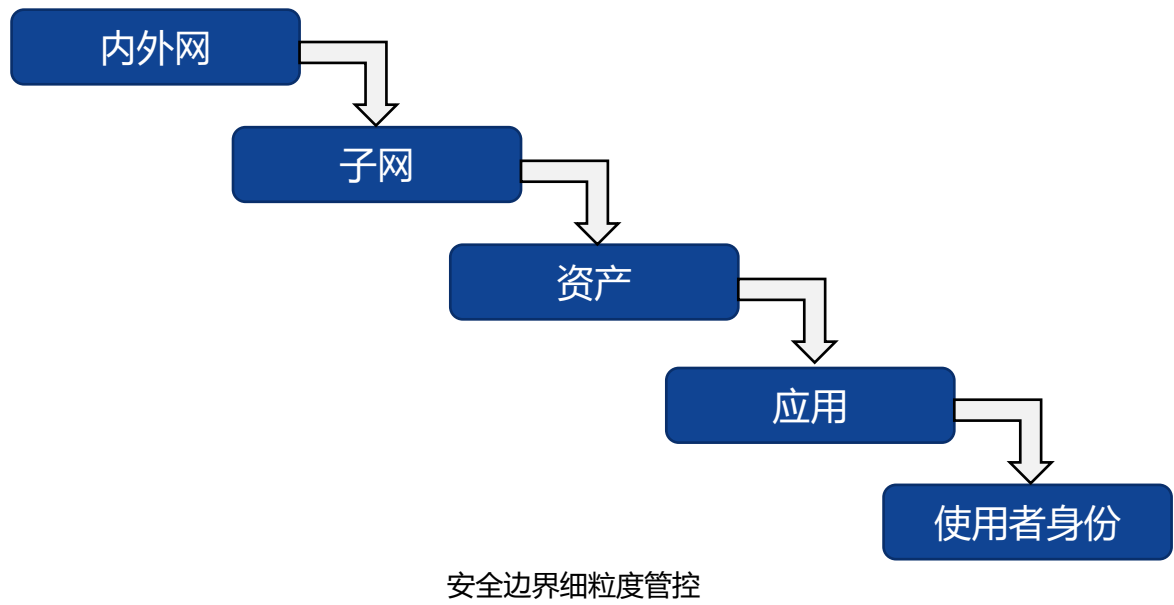 内外网
子网
资产
应用
使用者身份
安全边界细粒度管控